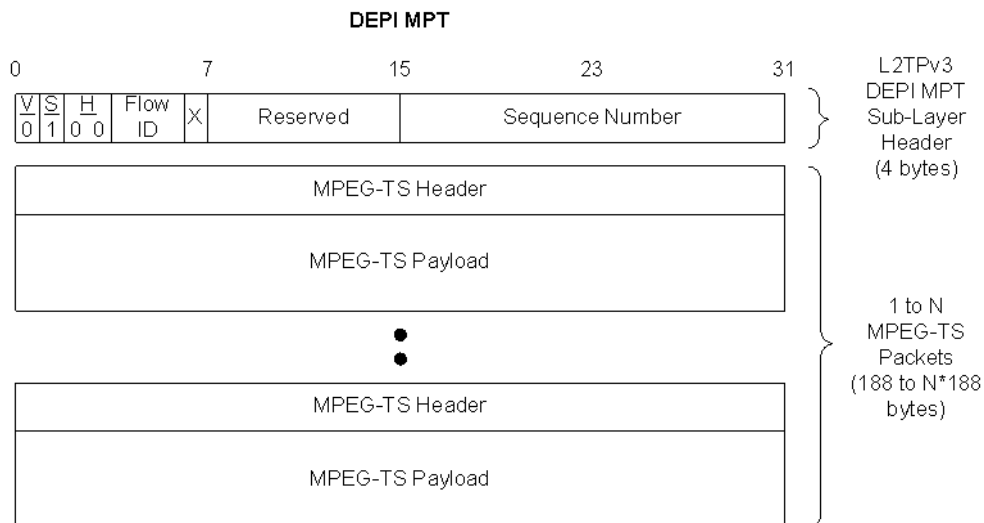 DEPI MPT
0 7 15 23 31
V S H Flow X Reserved Sequence Number
0 1 0 0 ID
L2TPv3
DEPI MPT
Sub-Layer
Header
(4 bytes)
MPEG-TS Header
MPEG-TS Payload
MPEG-TS Header
MPEG-TS Payload
1 to N
MPEG-TS
Packets
(188 to N*188
bytes)